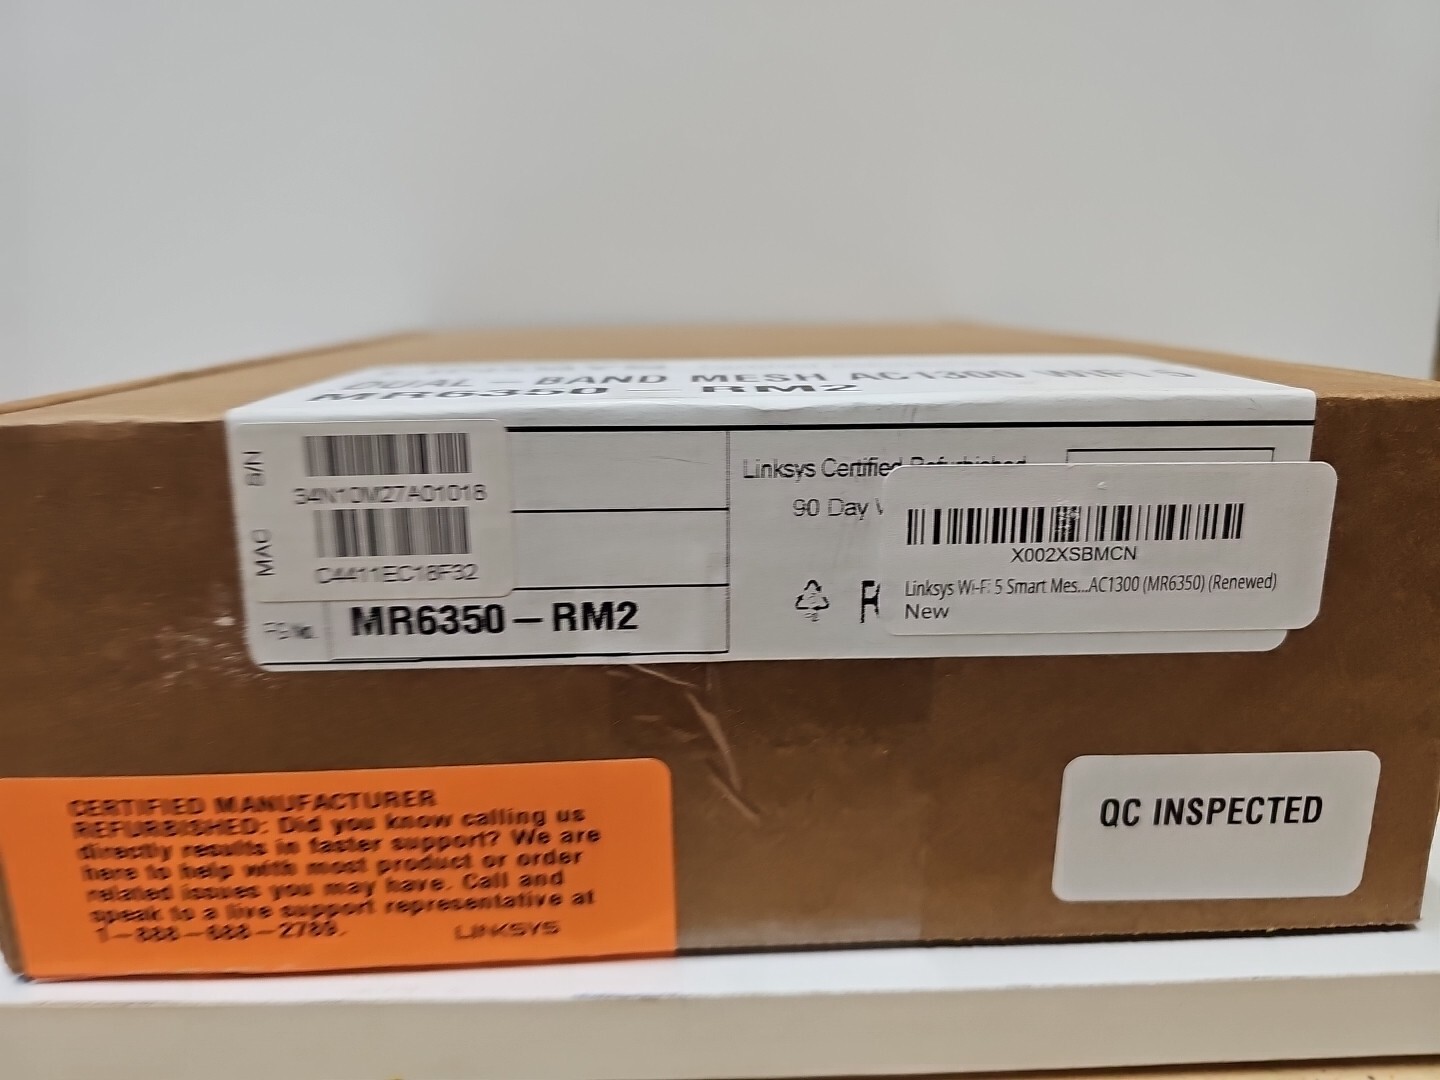 DUAL - BAND MESH AC1300 WIFI 5
MR6350 - RM2
S/N
34N10M27A01018
MAC
C4411EC18F32
MR6350 - RM2
Linksys Certified Refurbished
90 Day
X002XSBMCN
Linksys Wi-Fi 5 Smart Mes...AC1300 (MR6350) (Renewed)
New
CERTIFIED MANUFACTURER
REFURBISHED: Did you know calling us
directly results in faster support? We are
here to help with most product or order
related issues you may have. Call and
speak to a live support representative at
1-888-688-2789.
LINKSYS
QC INSPECTED